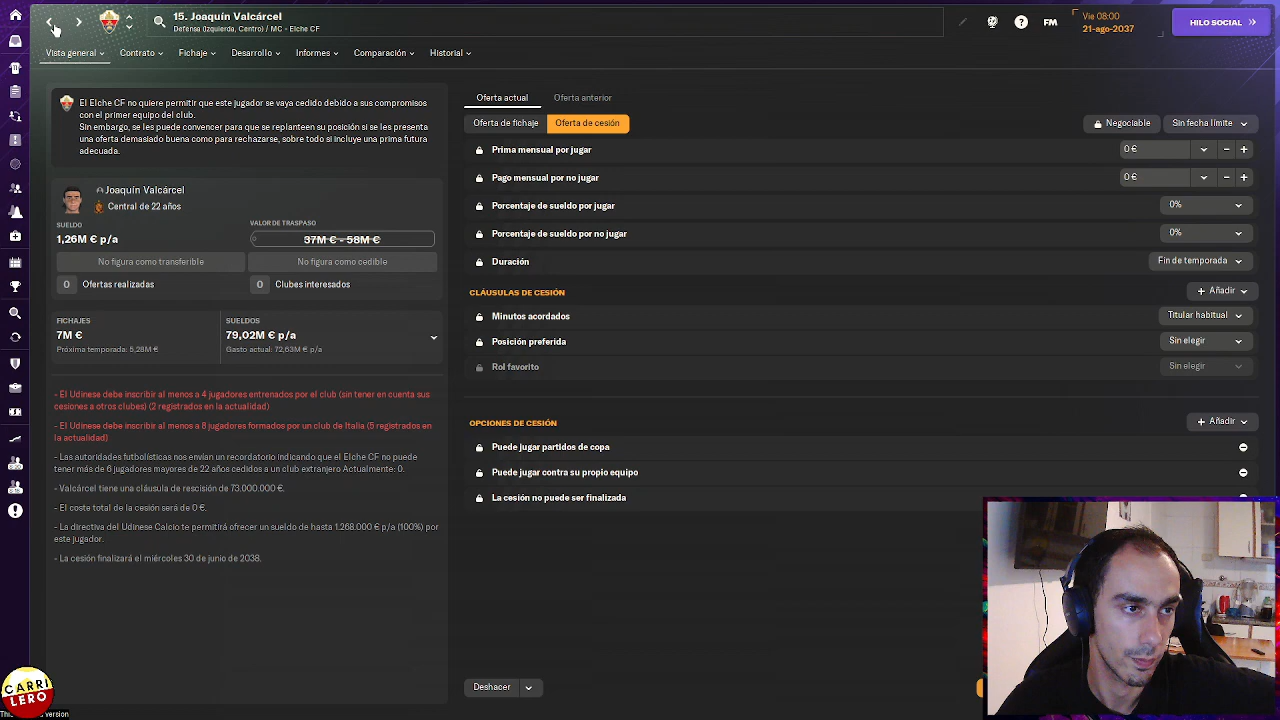 15. Joaquín Valcárcel
Defensa (Izquierda, Centro) / MC - Elche CF
FM
Vie 08:00
21-ago-2037
HILO SOCIAL
Vista general
Contrato
Fichaje
Desarrollo
Informes
Comparación
Historial
El Elche CF no quiere permitir que este jugador se vaya cedido debido a sus compromisos
con el primer equipo del club.
Sin embargo, se les puede convencer para que se replanteen su posición si se les presenta
una oferta demasiado buena como para rechazarse, sobre todo si incluye una prima futura
adecuada.
Joaquín Valcárcel
Central de 22 años
SUELDO
1,26M € p/a
VALOR DE TRASPASO
37M € - 58M €
No figura como transferible
No figura como cedible
0 Ofertas realizadas
0 Clubes interesados
FICHAJES
7M €
Próxima temporada: 5,28M €
SUELDOS
79,02M € p/a
Gasto actual: 72,63M € p/a
- El Udinese debe inscribir al menos a 4 jugadores entrenados por el club (sin tener en cuenta sus
cesiones a otros clubes) (2 registrados en la actualidad)
- El Udinese debe inscribir al menos a 8 jugadores formados por un club de Italia (5 registrados en
la actualidad)
- Las autoridades futbolísticas nos envían un recordatorio indicando que el Elche CF no puede
tener más de 6 jugadores mayores de 22 años cedidos a un club extranjero Actualmente: 0.
- Valcárcel tiene una cláusula de rescisión de 73.000.000 €.
- El coste total de la cesión será de 0 €.
- La directiva del Udinese Calcio te permitirá ofrecer un sueldo de hasta 1.268.000 € p/a (100%) por
este jugador.
- La cesión finalizará el miércoles 30 de junio de 2038.
Oferta actual
Oferta anterior
Oferta de fichaje
Oferta de cesión
Negociable
Sin fecha límite
Prima mensual por jugar
0 €
Pago mensual por no jugar
0 €
Porcentaje de sueldo por jugar
0%
Porcentaje de sueldo por no jugar
0%
Duración
Fin de temporada
CLÁUSULAS DE CESIÓN
Añadir
Minutos acordados
Titular habitual
Posición preferida
Sin elegir
Rol favorito
Sin elegir
OPCIONES DE CESIÓN
Añadir
Puede jugar partidos de copa
Puede jugar contra su propio equipo
La cesión no puede ser finalizada
Deshacer
CARRI
LERO
version